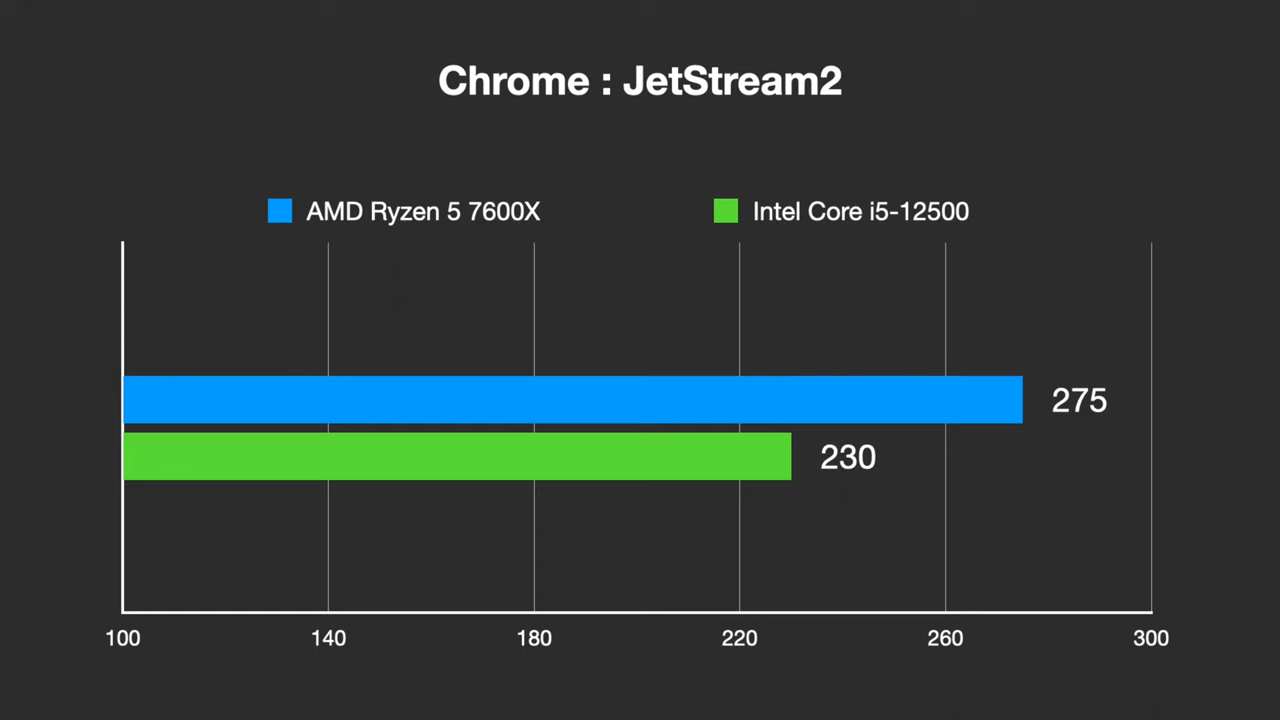 Chrome : JetStream2
AMD Ryzen 5 7600X
Intel Core i5-12500
275
230
100 140 180 220 260 300